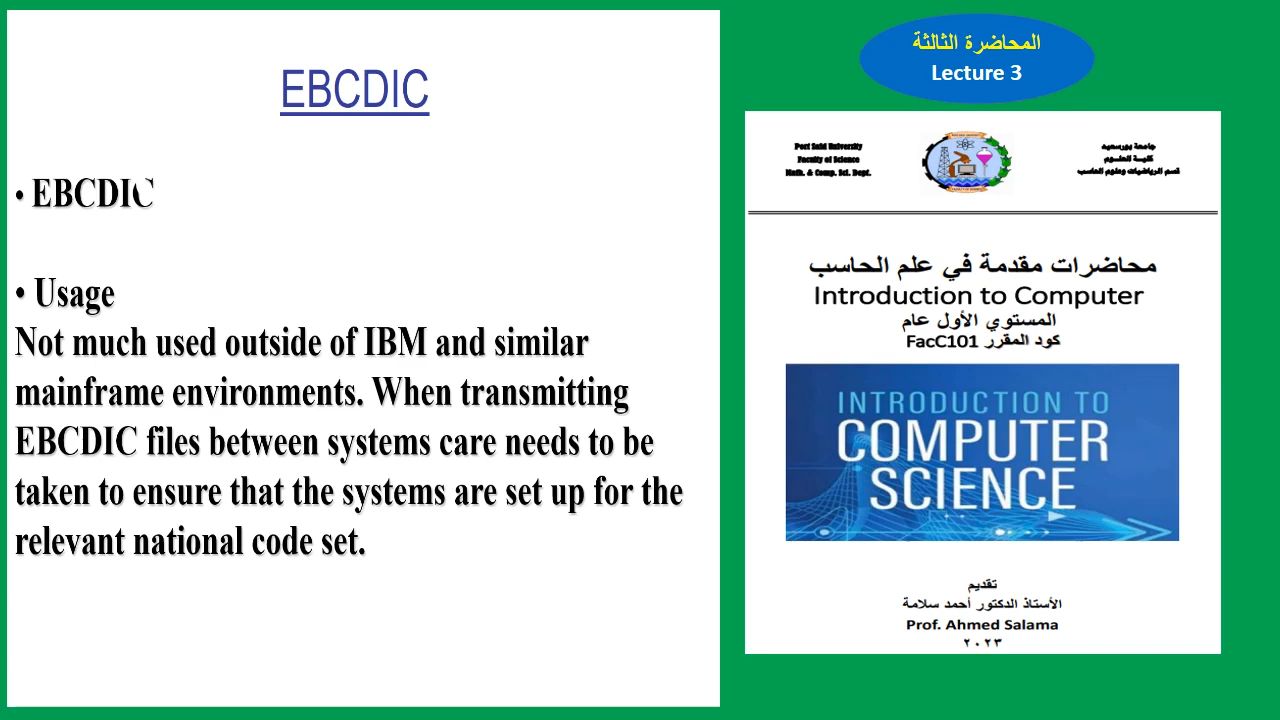 EBCDIC
• EBCDIC
• Usage
Not much used outside of IBM and similar
mainframe environments. When transmitting
EBCDIC files between systems care needs to be
taken to ensure that the systems are set up for the
relevant national code set.
المحاضرة الثالثة
Lecture 3
Port Said University
Faculty of Science
Math. & Comp. Sci. Dept.
جامعة بورسعيد
كلية العلوم
قسم الرياضيات وعلوم الحاسب
محاضرات مقدمة في علم الحاسب
Introduction to Computer
المستوي الأول عام
كود المقرر FacC101
INTRODUCTION TO
COMPUTER
SCIENCE
تقديم
الأستاذ الدكتور أحمد سلامة
Prof. Ahmed Salama
٢٠٢٣